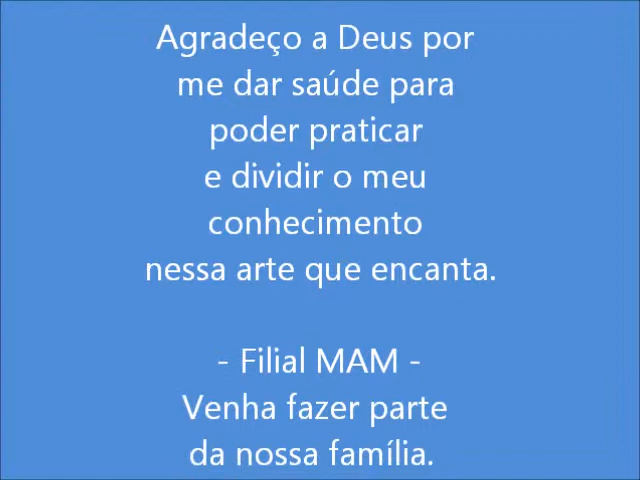 Agradeço a Deus por
me dar saúde para
poder praticar
e dividir o meu
conhecimento
nessa arte que encanta.
- Filial MAM -
Venha fazer parte
da nossa família.